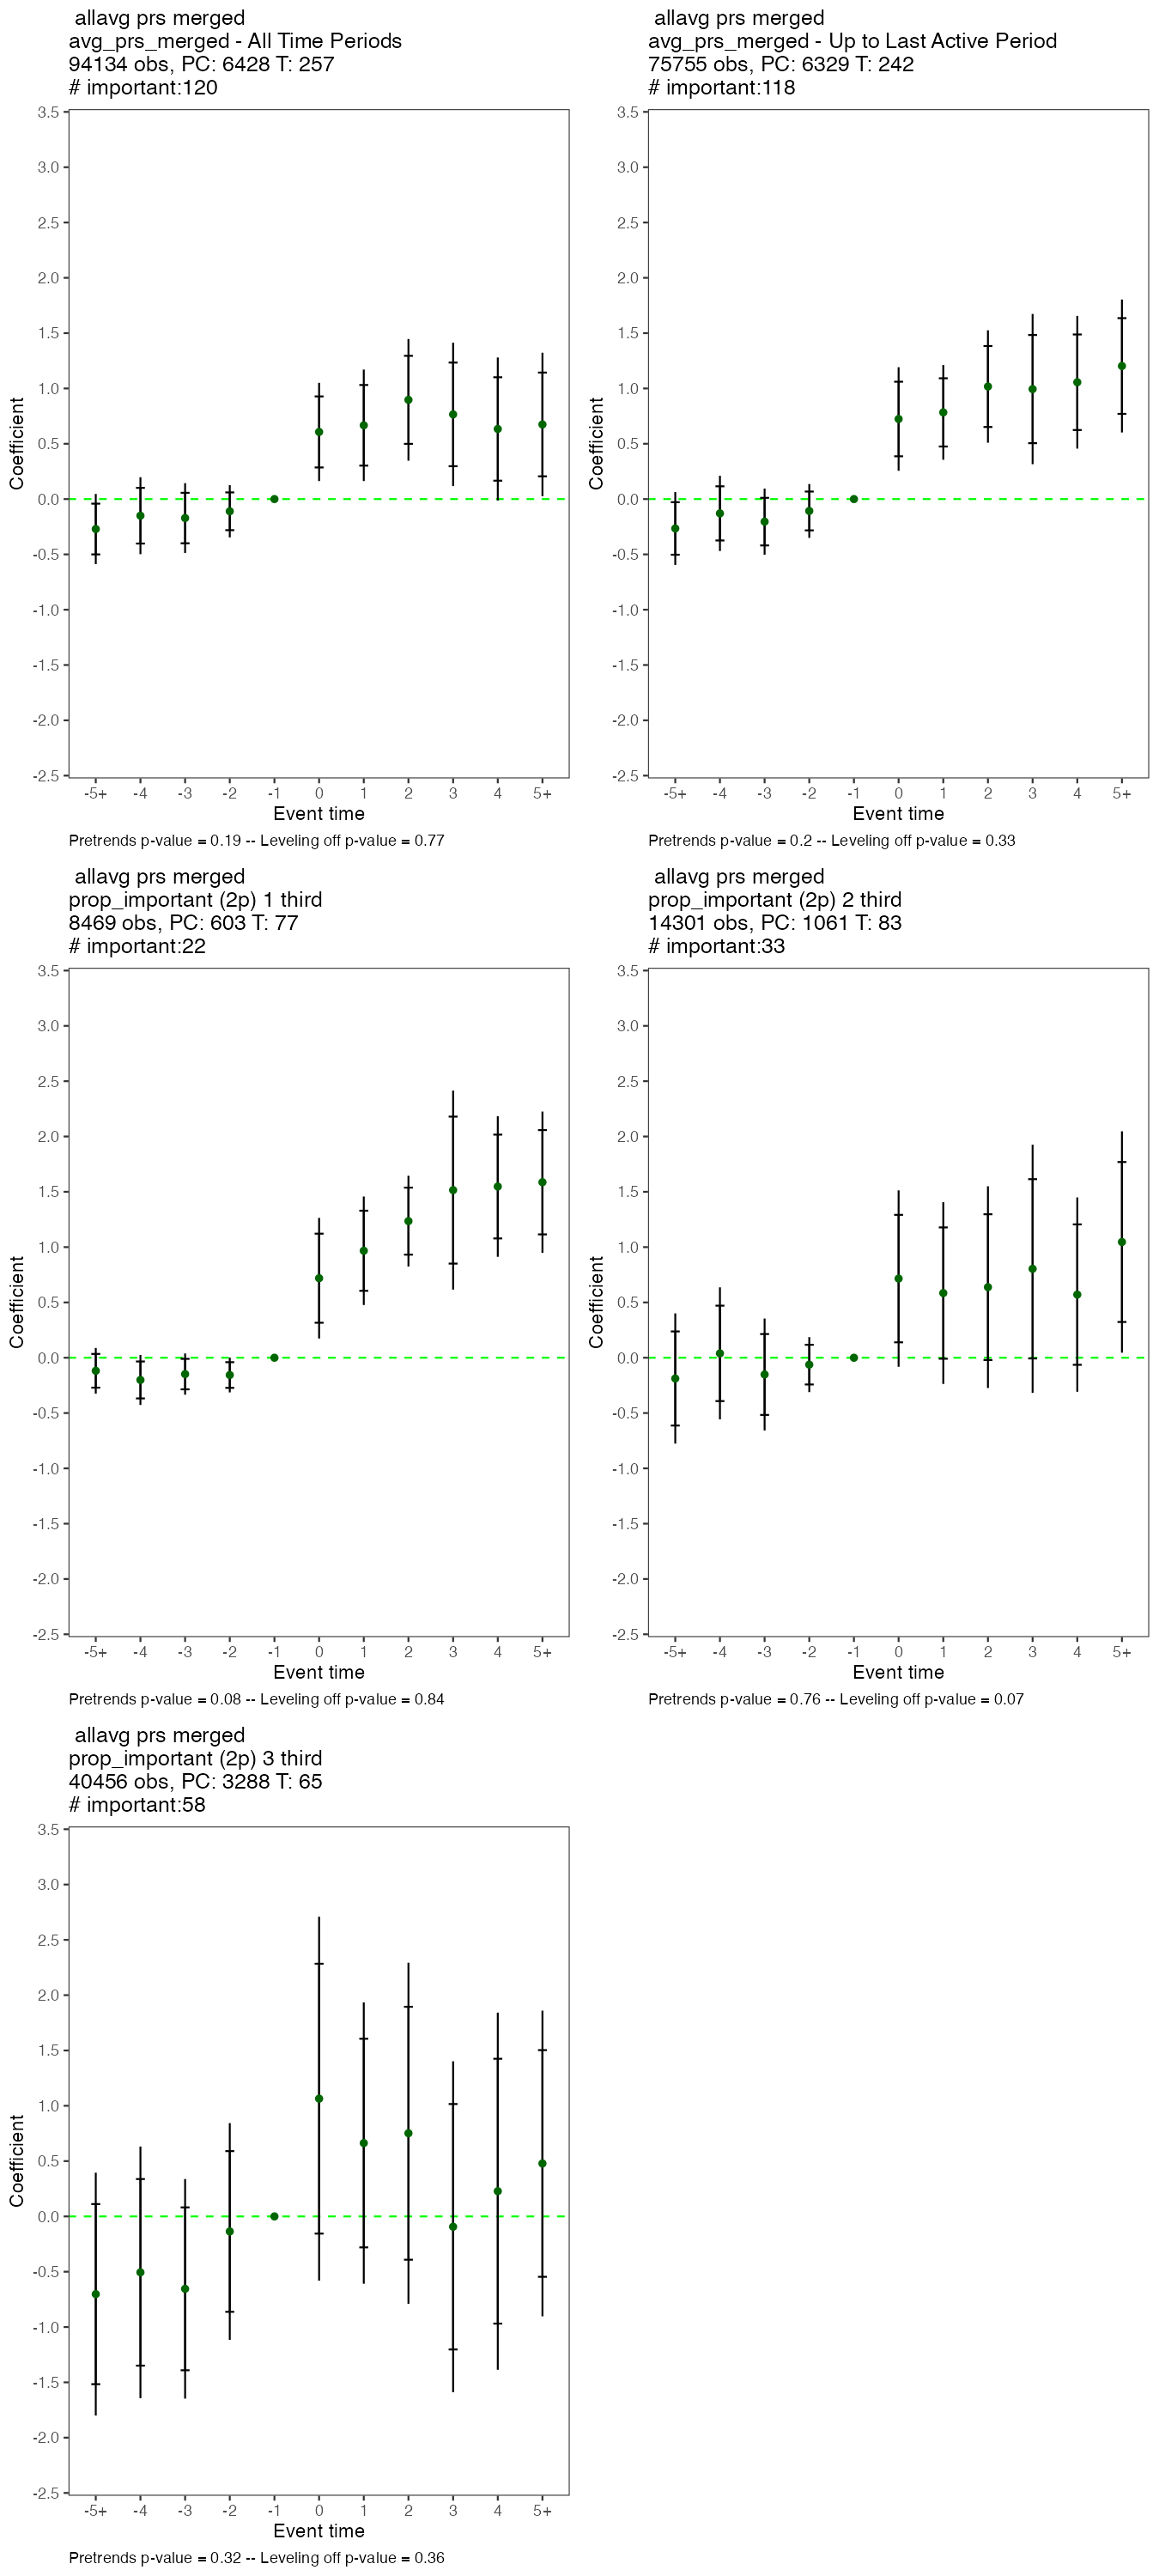 allavg prs merged
avg_prs_merged - All Time Periods
94134 obs, PC: 6428 T: 257
# important:120
3.5
3.0
2.5
2.0
1.5
1.0
0.5
0.0
-0.5
-1.0
-1.5
-2.0
-2.5
Coefficient
-5+ -4 -3 -2 -1 0 1 2 3 4 5+
Event time
Pretrends p-value = 0.19 -- Leveling off p-value = 0.77
allavg prs merged
avg_prs_merged - Up to Last Active Period
75755 obs, PC: 6329 T: 242
# important:118
3.5
3.0
2.5
2.0
1.5
1.0
0.5
0.0
-0.5
-1.0
-1.5
-2.0
-2.5
Coefficient
-5+ -4 -3 -2 -1 0 1 2 3 4 5+
Event time
Pretrends p-value = 0.2 -- Leveling off p-value = 0.33
allavg prs merged
prop_important (2p) 1 third
8469 obs, PC: 603 T: 77
# important:22
3.5
3.0
2.5
2.0
1.5
1.0
0.5
0.0
-0.5
-1.0
-1.5
-2.0
-2.5
Coefficient
-5+ -4 -3 -2 -1 0 1 2 3 4 5+
Event time
Pretrends p-value = 0.08 -- Leveling off p-value = 0.84
allavg prs merged
prop_important (2p) 2 third
14301 obs, PC: 1061 T: 83
# important:33
3.5
3.0
2.5
2.0
1.5
1.0
0.5
0.0
-0.5
-1.0
-1.5
-2.0
-2.5
Coefficient
-5+ -4 -3 -2 -1 0 1 2 3 4 5+
Event time
Pretrends p-value = 0.76 -- Leveling off p-value = 0.07
allavg prs merged
prop_important (2p) 3 third
40456 obs, PC: 3288 T: 65
# important:58
3.5
3.0
2.5
2.0
1.5
1.0
0.5
0.0
-0.5
-1.0
-1.5
-2.0
-2.5
Coefficient
-5+ -4 -3 -2 -1 0 1 2 3 4 5+
Event time
Pretrends p-value = 0.32 -- Leveling off p-value = 0.36